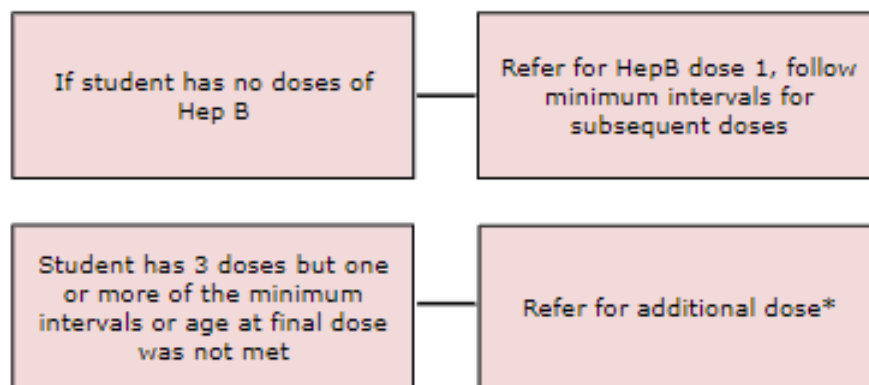 If student has no doses of
Hep B
Refer for HepB dose 1, follow
minimum intervals for
subsequent doses
Student has 3 doses but one
or more of the minimum
intervals or age at final dose
was not met
Refer for additional dose*